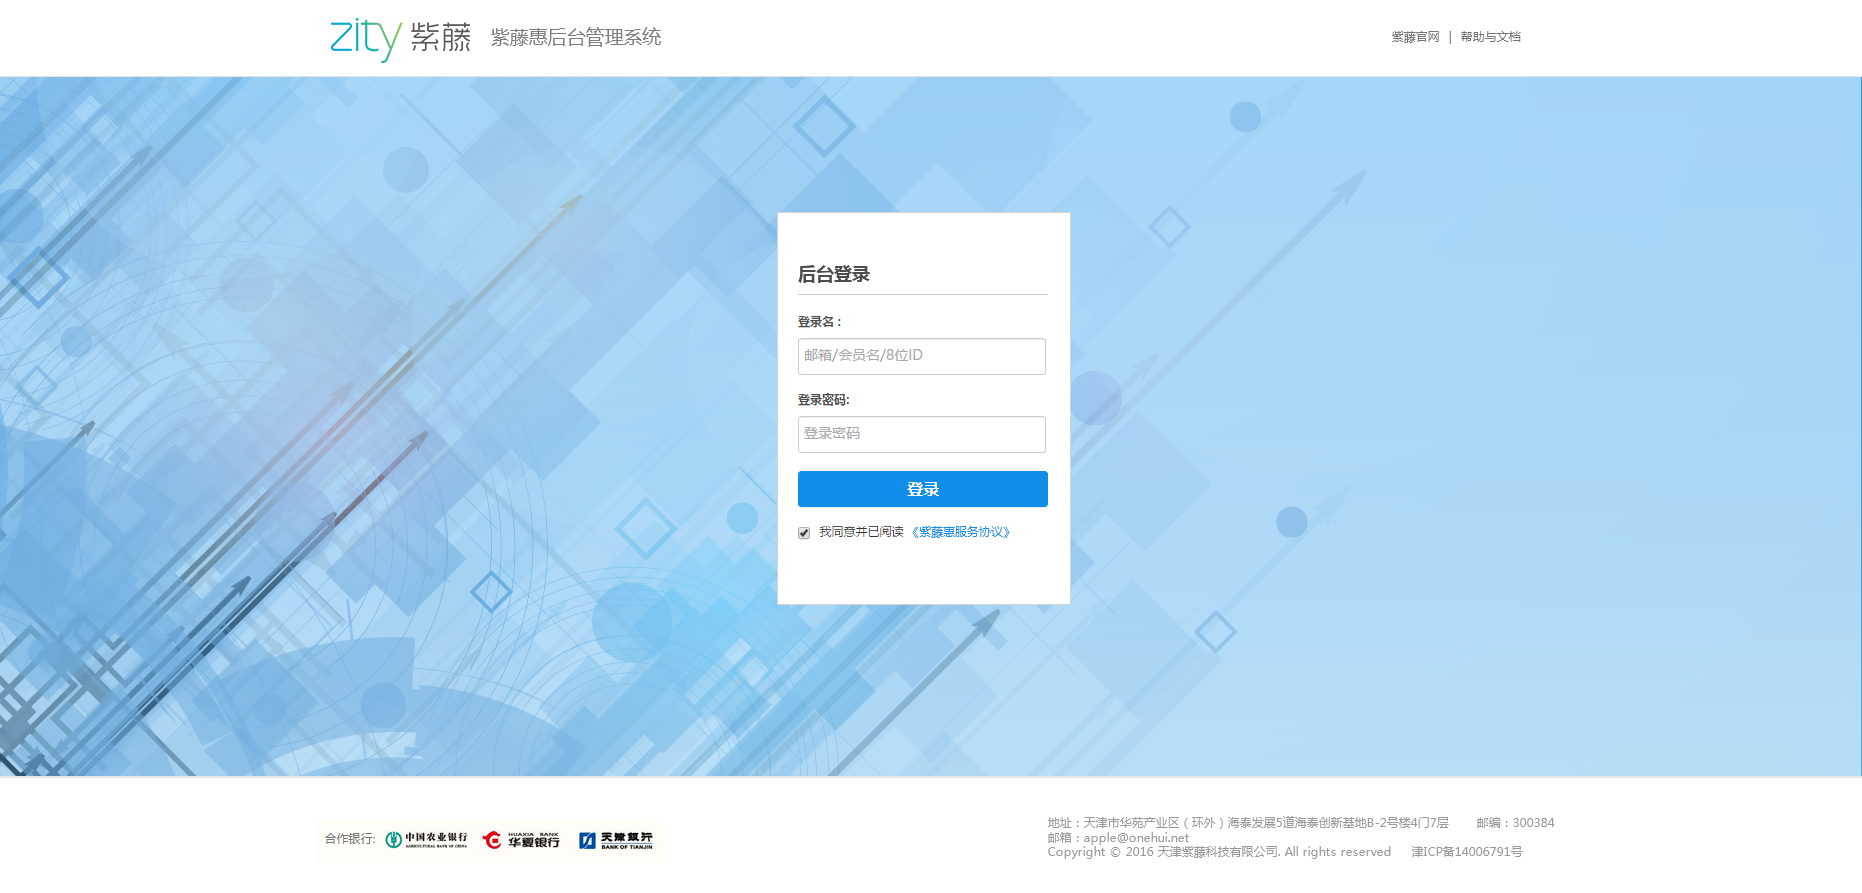 zity 紫藤 紫藤惠后台管理系统
紫藤官网 | 帮助与文档
后台登录
登录名：
邮箱/会员名/8位ID
登录密码:
登录密码
登录
我同意并已阅读 《紫藤惠服务协议》
合作银行: 中国农业银行 AGRICULTURAL BANK OF CHINA HUAXIA BANK 华夏银行 天津银行 BANK OF TIANJIN
地址：天津市华苑产业区（环外）海泰发展5道海泰创新基地B-2号楼4门7层 邮编：300384
邮箱：apple@onehui.net
Copyright © 2016 天津紫藤科技有限公司. All rights reserved 津ICP备14006791号